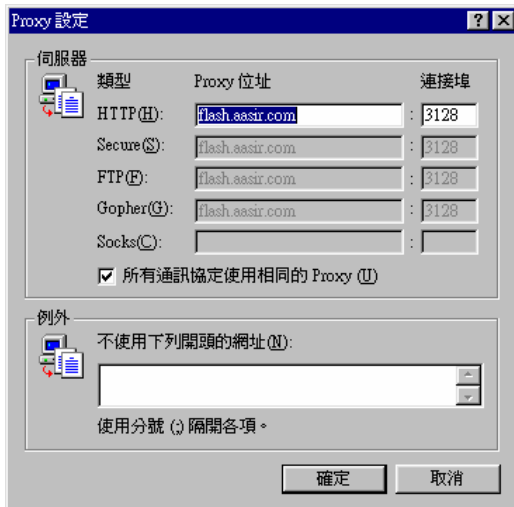 Proxy 設定
伺服器
類型 Proxy 位址 連接埠
HTTP(H): flash.aasir.com : 3128
Secure(S): flash.aasir.com : 3128
FTP(F): flash.aasir.com : 3128
Gopher(G): flash.aasir.com : 3128
Socks(C): :
所有通訊協定使用相同的 Proxy (U)
例外
不使用下列開頭的網址(N):
使用分號 (;) 隔開各項。
確定 取消